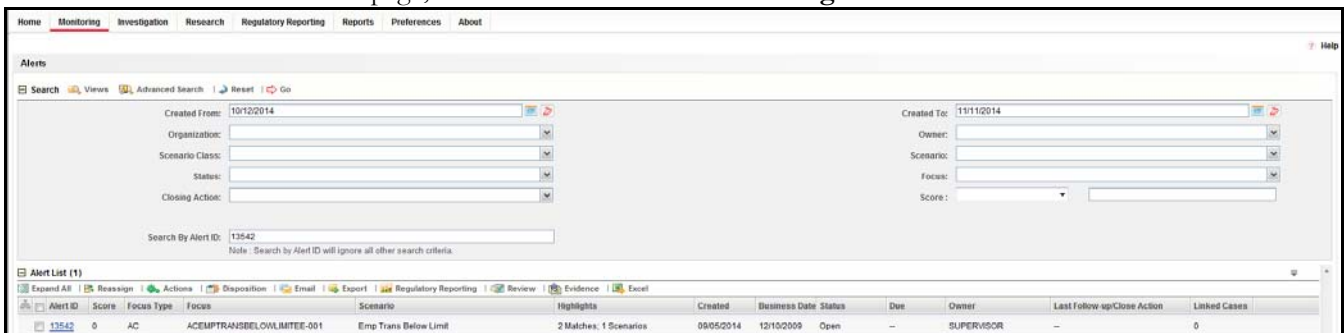 Home Monitoring Investigation Research Regulatory Reporting Reports Preferences About
Help
Alerts
Search Views Advanced Search Reset Go
Created From: 10/12/2014 Created To: 11/11/2014
Organization: Owner:
Scenario Class: Scenario:
Status: Focus:
Closing Action: Score :
Search By Alert ID: 13542
Note : Search by Alert ID will ignore all other search criteria.
Alert List (1)
Expand All Reassign Actions Disposition Email Export Regulatory Reporting Review Evidence Excel
Alert ID Score Focus Type Focus Scenario Highlights Created Business Date Status Due Owner Last Follow-up/Close Action Linked Cases
13542 0 AC ACEMPTRANSBELOWLIMITEE-001 Emp Trans Below Limit 2 Matches; 1 Scenarios 09/05/2014 12/10/2009 Open -- SUPERVISOR -- 0